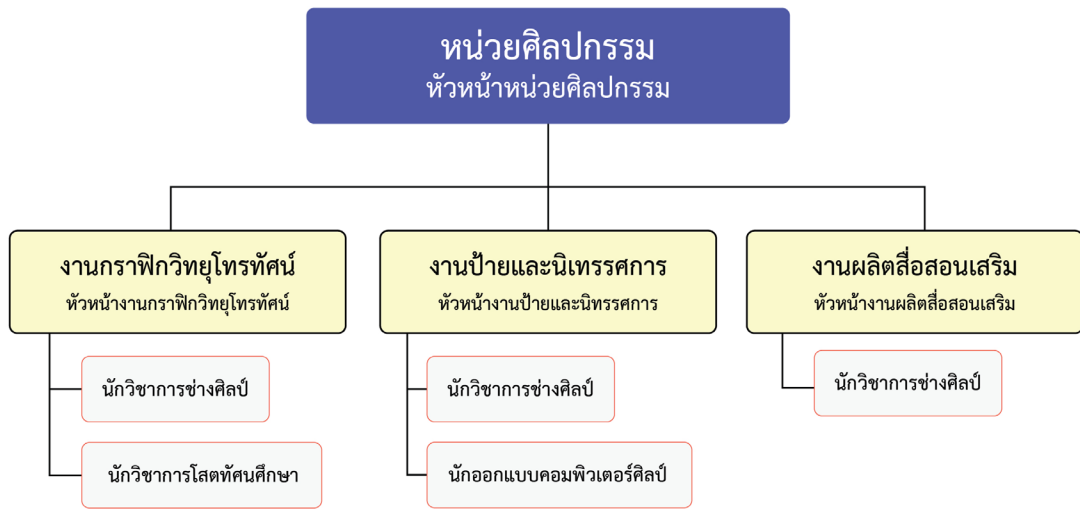 หน่วยศิลปกรรม
หัวหน้าหน่วยศิลปกรรม
งานกราฟิกวิทยุโทรทัศน์
หัวหน้างานกราฟิกวิทยุโทรทัศน์
นักวิชาการช่างศิลป์
นักวิชาการโสตทัศนศึกษา
งานป้ายและนิเทรรศการ
หัวหน้างานป้ายและนิทรรศการ
นักวิชาการช่างศิลป์
นักออกแบบคอมพิวเตอร์ศิลป์
งานผลิตสื่อสอนเสริม
หัวหน้างานผลิตสื่อสอนเสริม
นักวิชาการช่างศิลป์